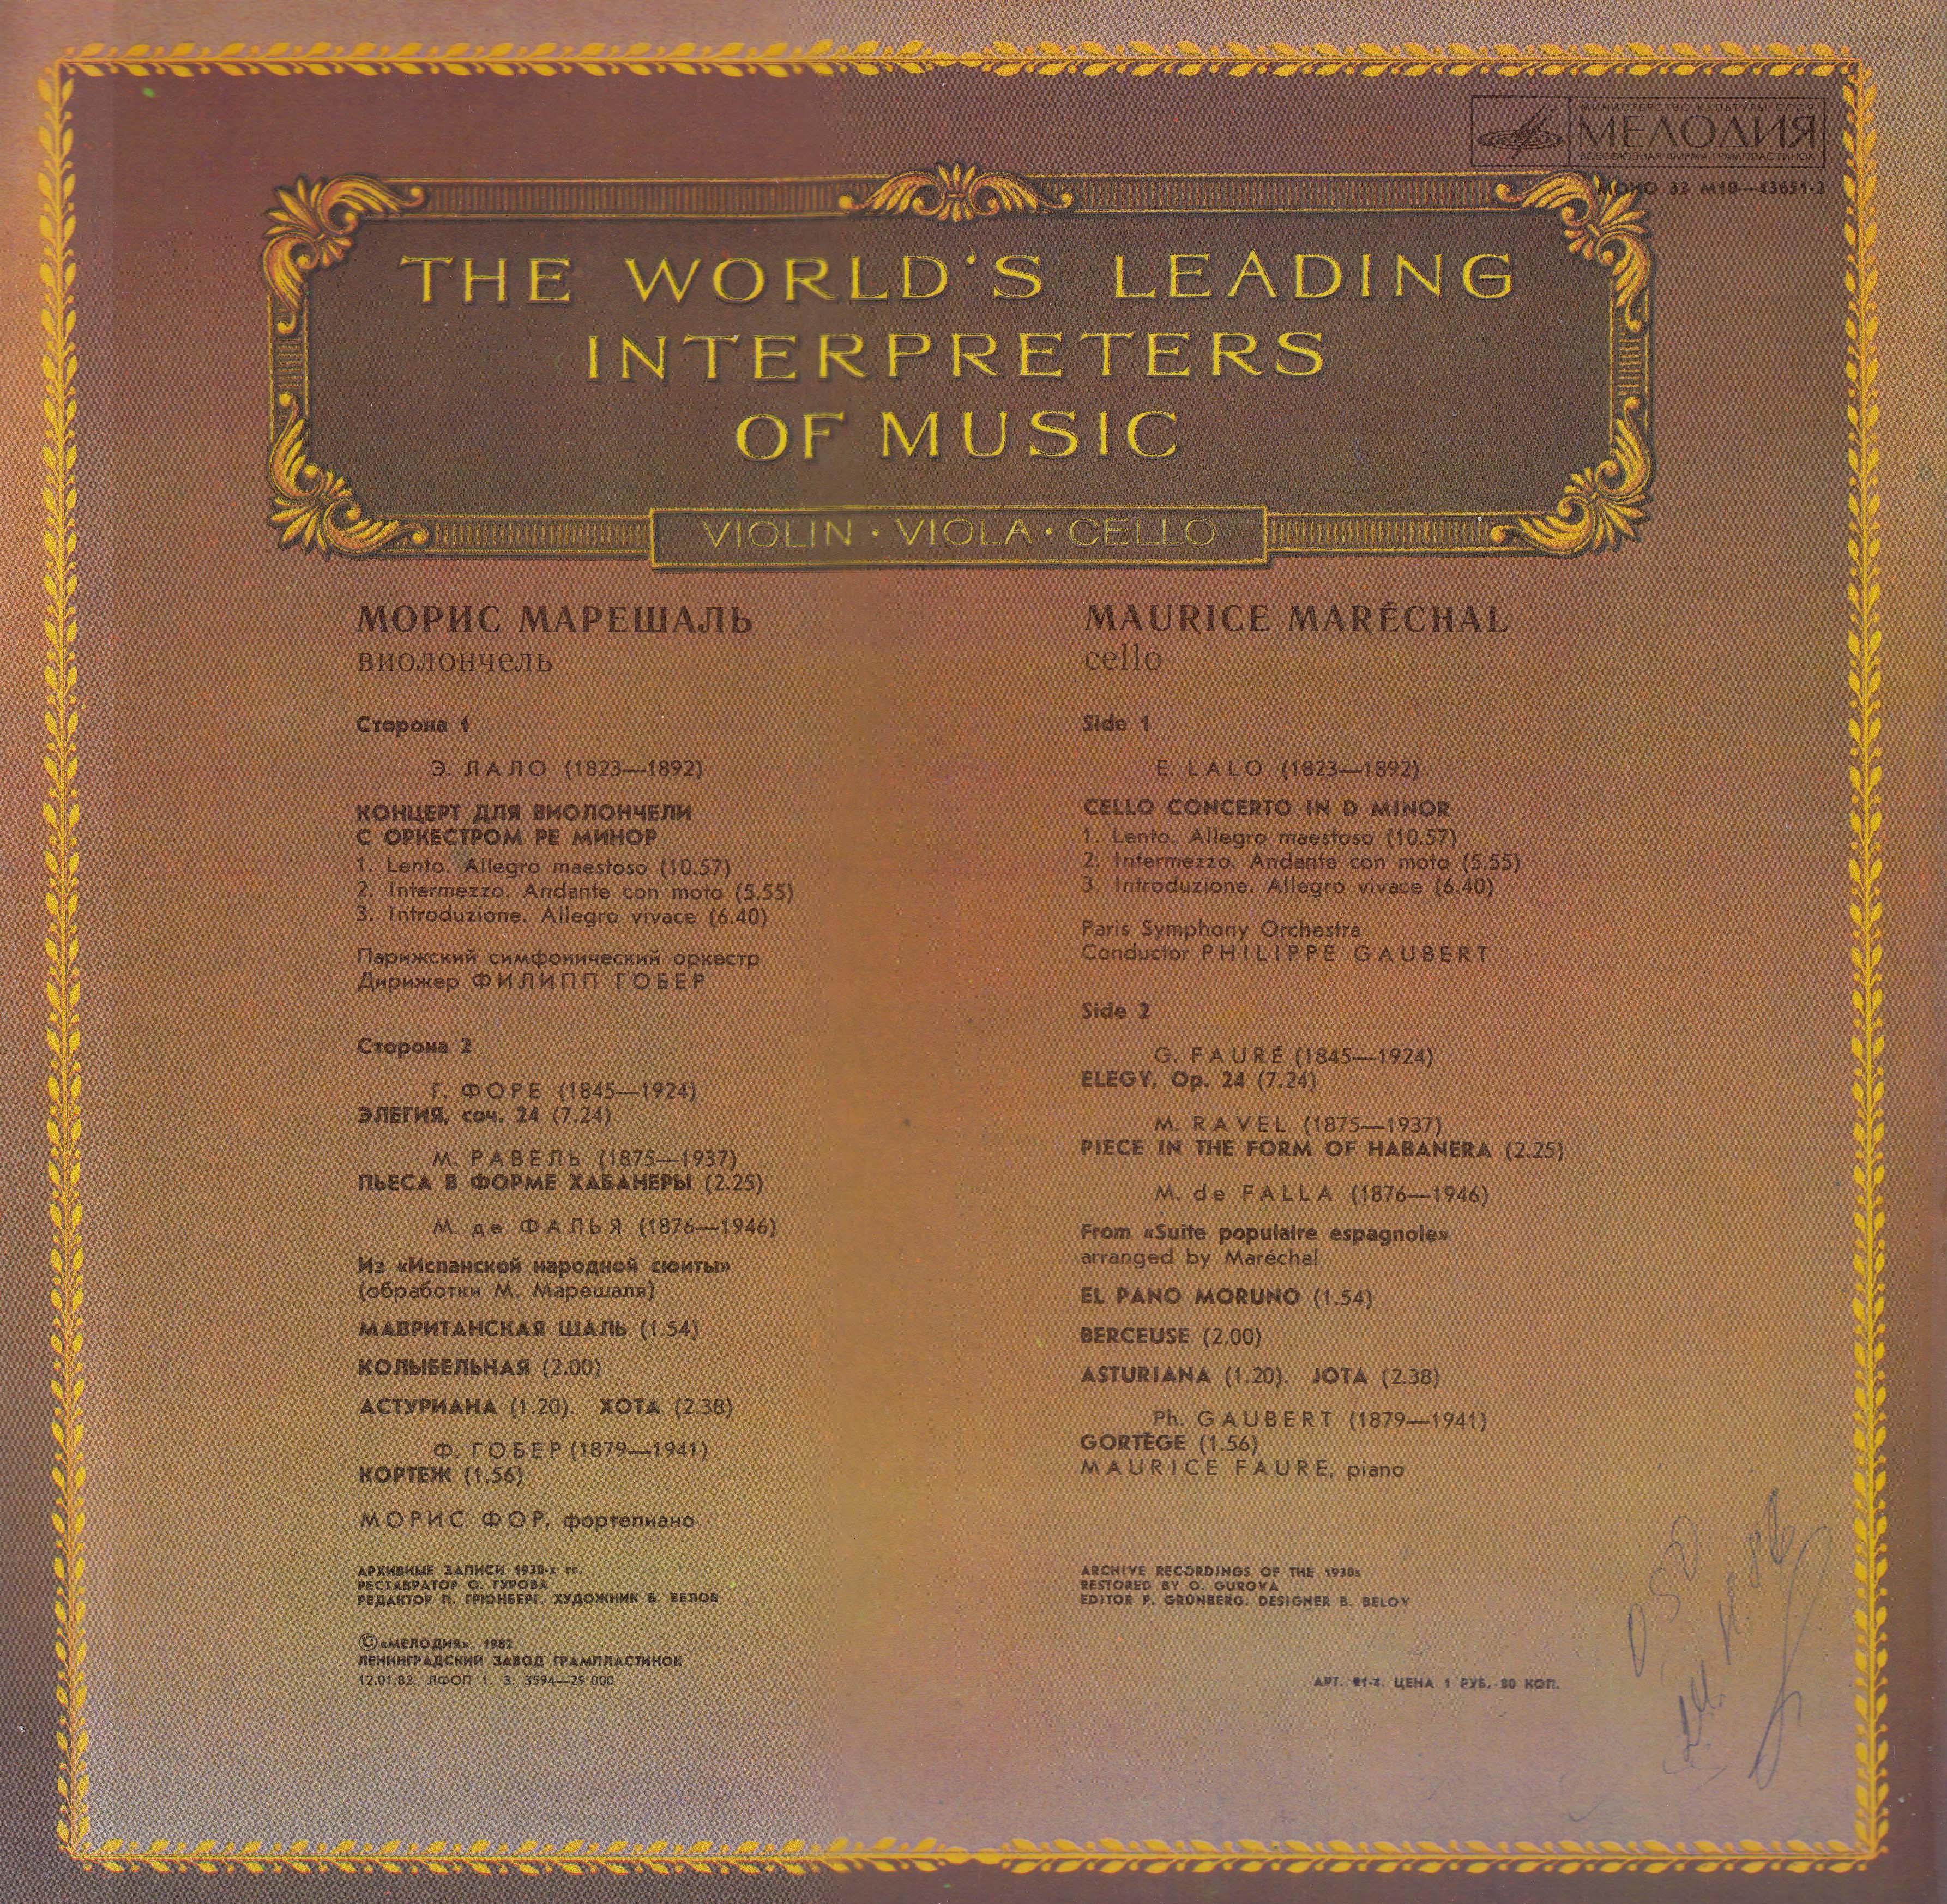 МИНИСТЕРСТВО КУЛЬТУРЫ СССР
МЕЛОДИЯ
ВСЕСОЮЗНАЯ ФИРМА ГРАМПЛАСТИНОК
МОНО 33 М10—43651-2
THE WORLD'S LEADING
INTERPRETERS
OF MUSIC
VIOLIN · VIOLA · CELLO
МОРИС МАРЕШАЛЬ
виолончель
Сторона 1
Э. ЛАЛО (1823—1892)
КОНЦЕРТ ДЛЯ ВИОЛОНЧЕЛИ
С ОРКЕСТРОМ РЕ МИНОР
1. Lento. Allegro maestoso (10.57)
2. Intermezzo. Andante con moto (5.55)
3. Introduzione. Allegro vivace (6.40)
Парижский симфонический оркестр
Дирижер ФИЛИПП ГОБЕР
Сторона 2
Г. ФОРЕ (1845—1924)
ЭЛЕГИЯ, соч. 24 (7.24)
М. РАВЕЛЬ (1875—1937)
ПЬЕСА В ФОРМЕ ХАБАНЕРЫ (2.25)
М. де ФАЛЬЯ (1876—1946)
Из «Испанской народной сюиты»
(обработки М. Марешаля)
МАВРИТАНСКАЯ ШАЛЬ (1.54)
КОЛЫБЕЛЬНАЯ (2.00)
АСТУРИАНА (1.20). ХОТА (2.38)
Ф. ГОБЕР (1879—1941)
КОРТЕЖ (1.56)
МОРИС ФОР, фортепиано
АРХИВНЫЕ ЗАПИСИ 1930-х гг.
РЕСТАВРАТОР О. ГУРОВА
РЕДАКТОР П. ГРЮНБЕРГ. ХУДОЖНИК Б. БЕЛОВ
©«МЕЛОДИЯ», 1982
ЛЕНИНГРАДСКИЙ ЗАВОД ГРАМПЛАСТИНОК
12.01.82. ЛФОП 1. З. 3594—29 000
MAURICE MARÉCHAL
cello
Side 1
E. LALO (1823—1892)
CELLO CONCERTO IN D MINOR
1. Lento. Allegro maestoso (10.57)
2. Intermezzo. Andante con moto (5.55)
3. Introduzione. Allegro vivace (6.40)
Paris Symphony Orchestra
Conductor PHILIPPE GAUBERT
Side 2
G. FAURÉ (1845—1924)
ELEGY, Op. 24 (7.24)
M. RAVEL (1875—1937)
PIECE IN THE FORM OF HABANERA (2.25)
M. de FALLA (1876—1946)
From «Suite populaire espagnole»
arranged by Maréchal
EL PANO MORUNO (1.54)
BERCEUSE (2.00)
ASTURIANA (1.20). JOTA (2.38)
Ph. GAUBERT (1879—1941)
GORTÈGE (1.56)
MAURICE FAURE, piano
ARCHIVE RECORDINGS OF THE 1930s
RESTORED BY O. GUROVA
EDITOR P. GRÜNBERG. DESIGNER B. BELOV
АРТ. ЦЕНА 1 РУБ. 80 КОП.